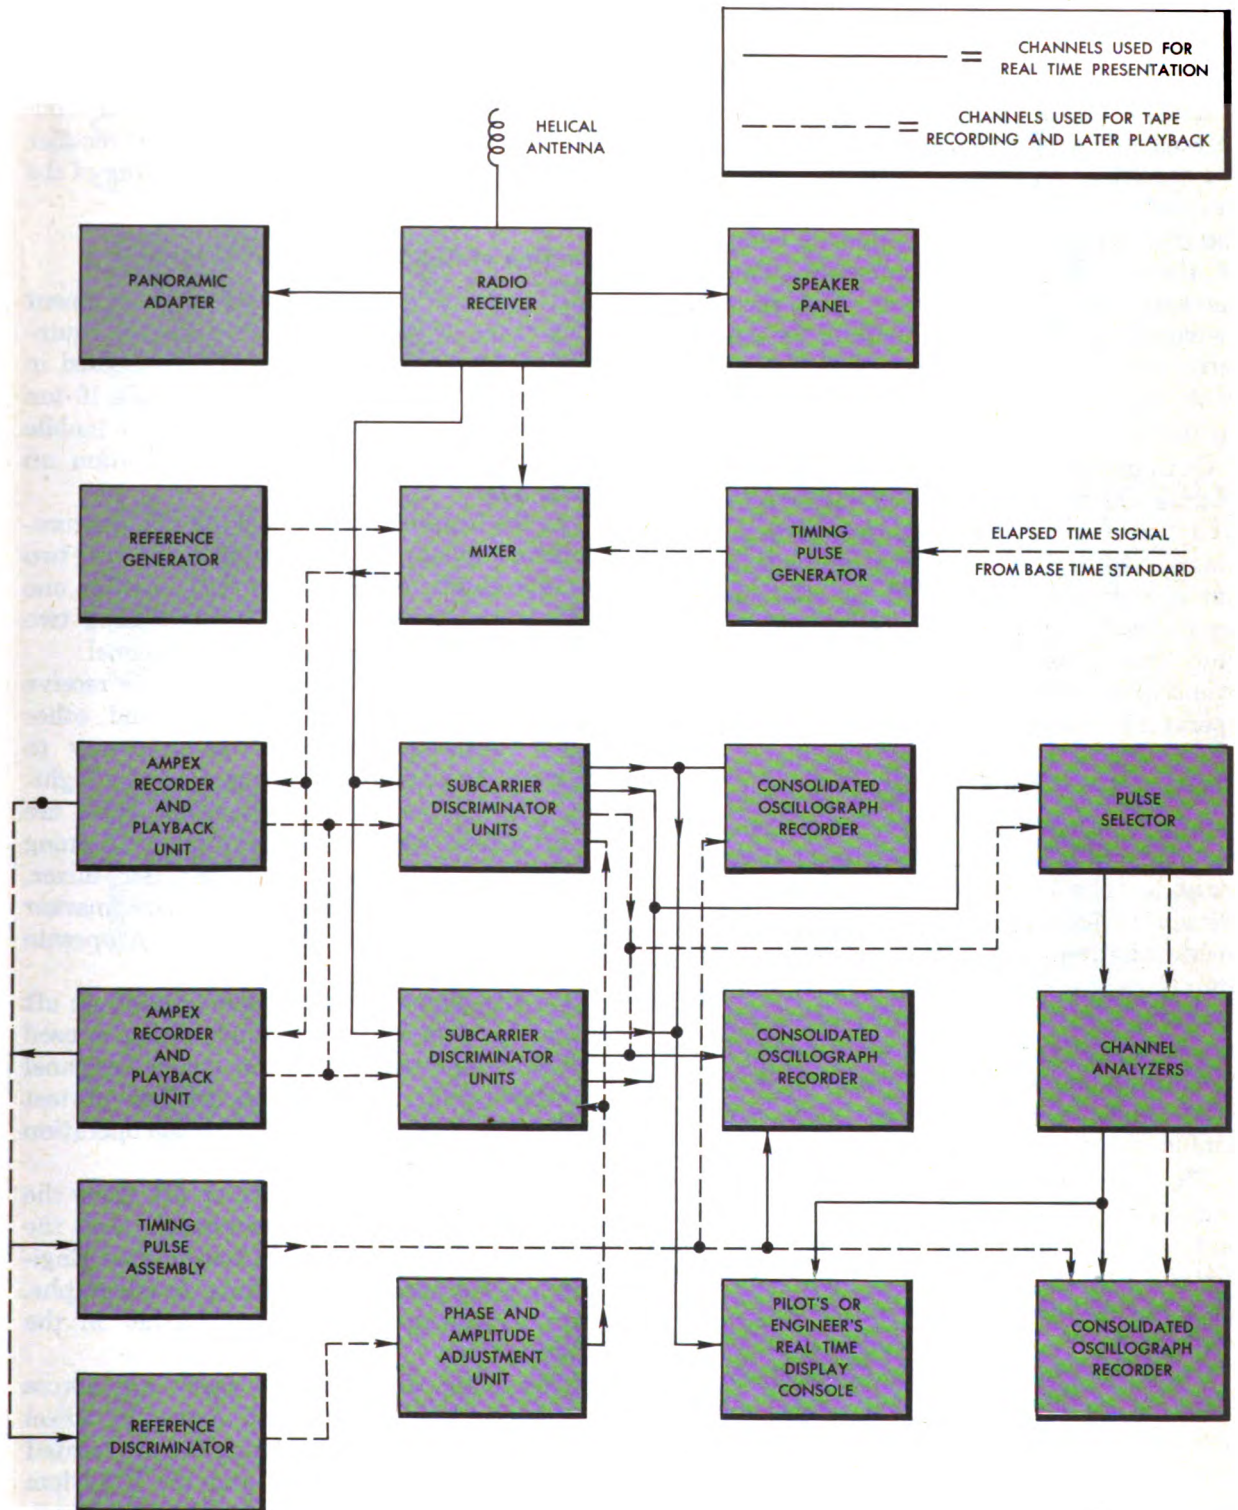 = CHANNELS USED FOR
REAL TIME PRESENTATION
= CHANNELS USED FOR TAPE
RECORDING AND LATER PLAYBACK
HELICAL
ANTENNA
PANORAMIC
ADAPTER
RADIO
RECEIVER
SPEAKER
PANEL
REFERENCE
GENERATOR
MIXER
TIMING
PULSE
GENERATOR
ELAPSED TIME SIGNAL
FROM BASE TIME STANDARD
AMPEX
RECORDER
AND
PLAYBACK
UNIT
SUBCARRIER
DISCRIMINATOR
UNITS
CONSOLIDATED
OSCILLOGRAPH
RECORDER
PULSE
SELECTOR
AMPEX
RECORDER
AND
PLAYBACK
UNIT
SUBCARRIER
DISCRIMINATOR
UNITS
CONSOLIDATED
OSCILLOGRAPH
RECORDER
CHANNEL
ANALYZERS
TIMING
PULSE
ASSEMBLY
PHASE AND
AMPLITUDE
ADJUSTMENT
UNIT
PILOT'S OR
ENGINEER'S
REAL TIME
DISPLAY
CONSOLE
CONSOLIDATED
OSCILLOGRAPH
RECORDER
REFERENCE
DISCRIMINATOR